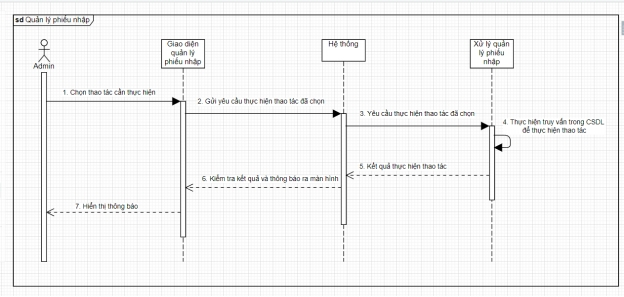 sd Quản lý phiếu nhập
Giao diện
quản lý
phiếu nhập
Hệ thống
Xử lý quản
lý phiếu
nhập
Admin
1. Chọn thao tác cần thực hiện
2. Gửi yêu cầu thực hiện thao tác đã chọn
3. Yêu cầu thực hiện thao tác đã chọn
4. Thực hiện truy vấn trong CSDL
để thực hiện thao tác
5. Kết quả thực hiện thao tác
6. Kiểm tra kết quả và thông báo ra màn hình
7. Hiển thị thông báo